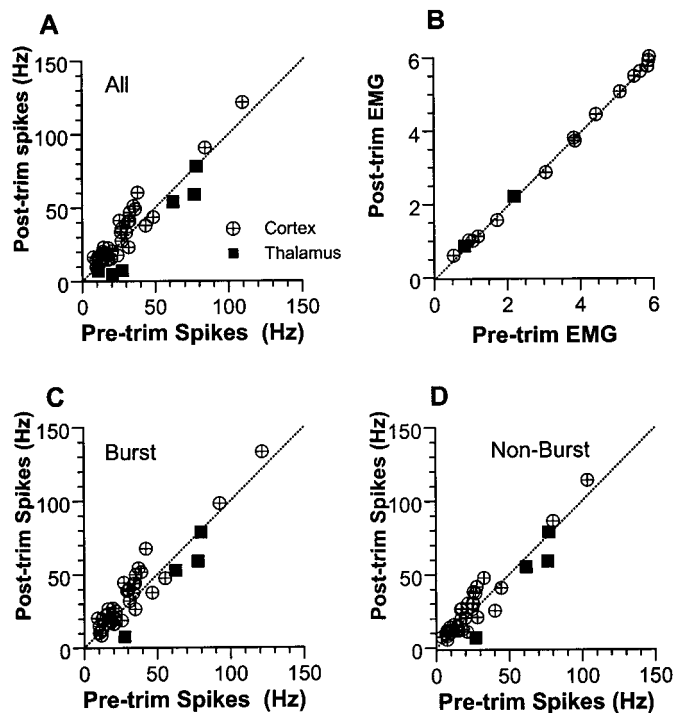 A
Post-trim spikes (Hz)
150
100
50
0
All
Cortex
Thalamus
0 50 100 150
Pre-trim Spikes (Hz)
B
Post-trim EMG
6
4
2
0
0 2 4 6
Pre-trim EMG
C
Post-trim Spikes (Hz)
150
100
50
0
Burst
0 50 100 150
Pre-trim Spikes (Hz)
D
Post-trim Spikes (Hz)
150
100
50
0
Non-Burst
0 50 100 150
Pre-trim Spikes (Hz)